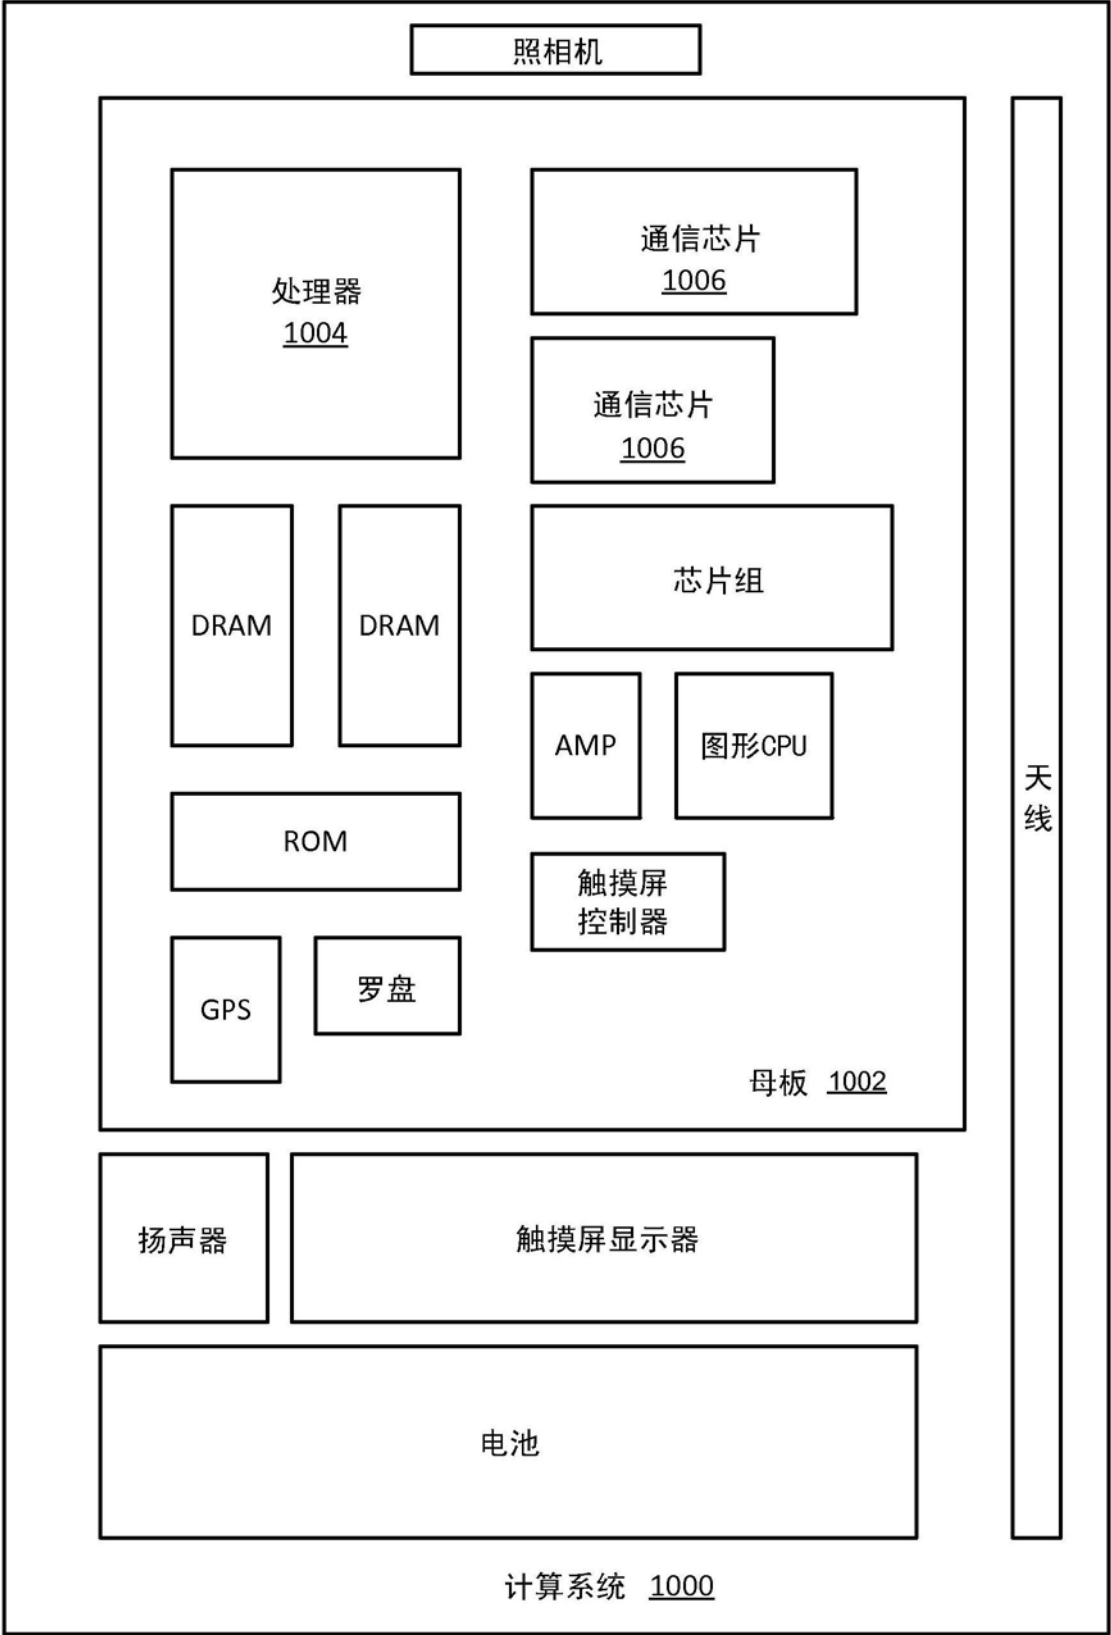 照相机
处理器
1004
通信芯片
1006
通信芯片
1006
DRAM
DRAM
芯片组
AMP
图形CPU
ROM
触摸屏
控制器
GPS
罗盘
母板 1002
天
线
扬声器
触摸屏显示器
电池
计算系统 1000